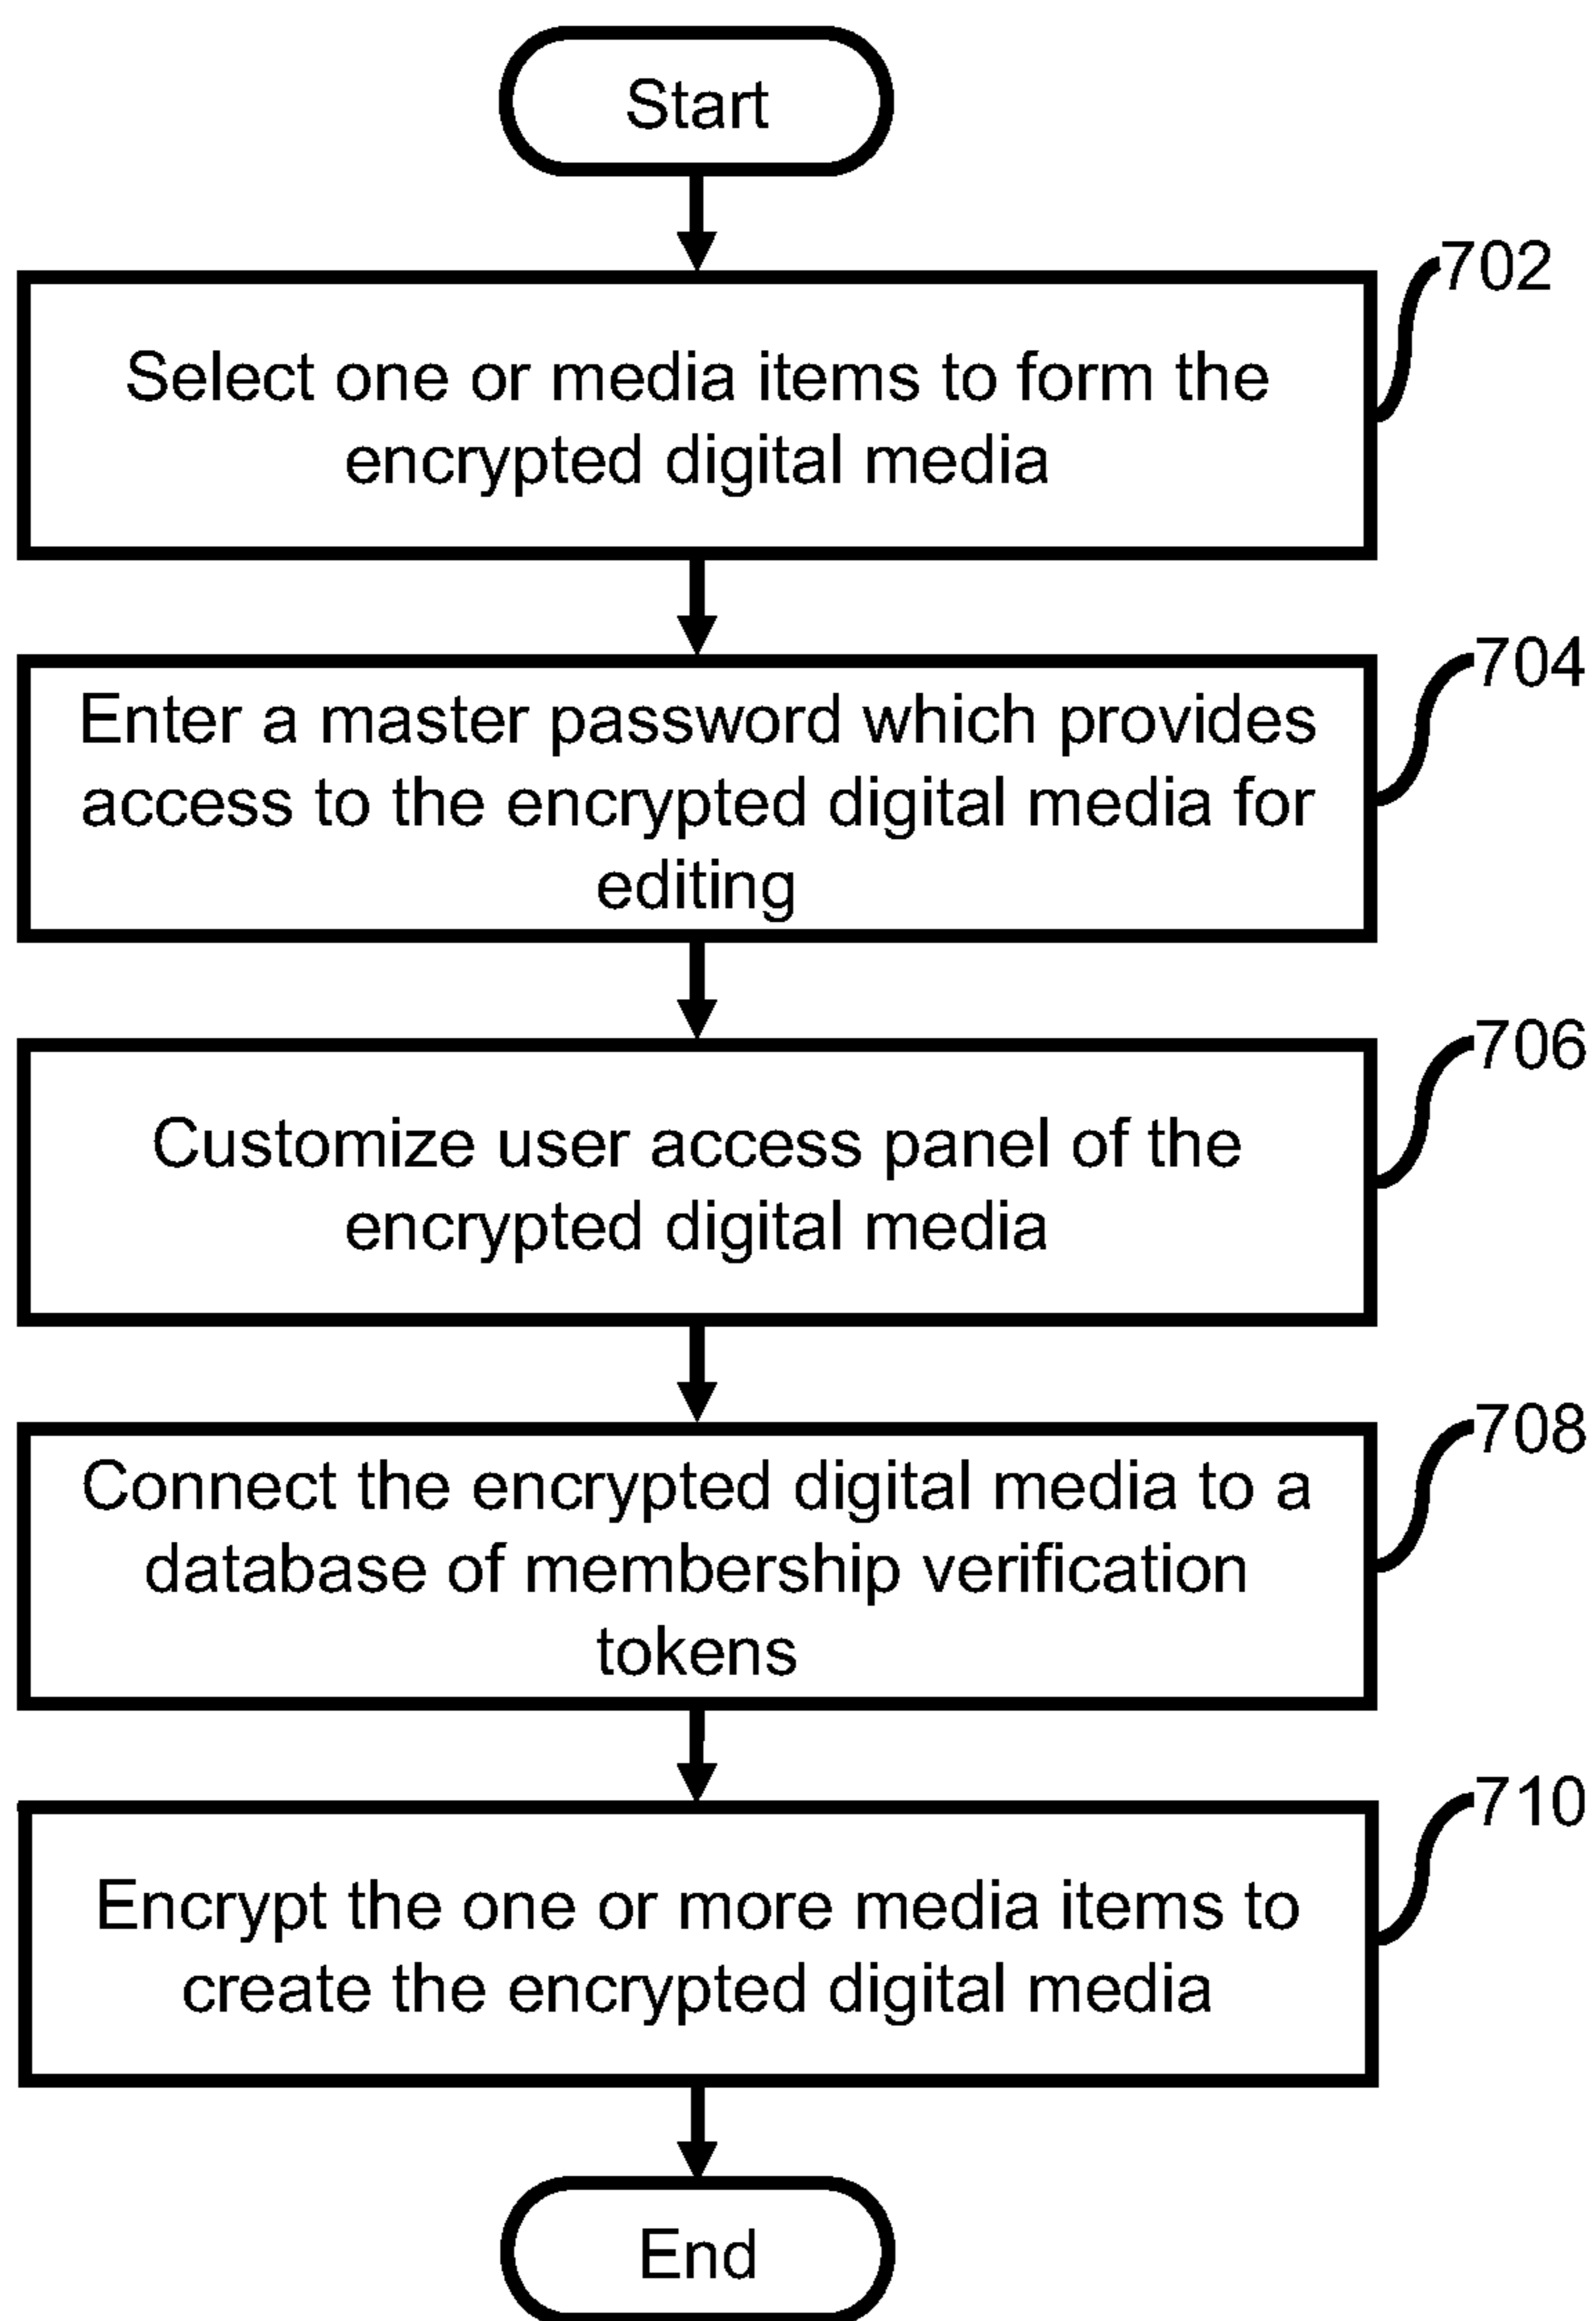 Start
702
Select one or media items to form the
encrypted digital media
704
Enter a master password which provides
access to the encrypted digital media for
editing
706
Customize user access panel of the
encrypted digital media
708
Connect the encrypted digital media to a
database of membership verification
tokens
710
Encrypt the one or more media items to
create the encrypted digital media
End